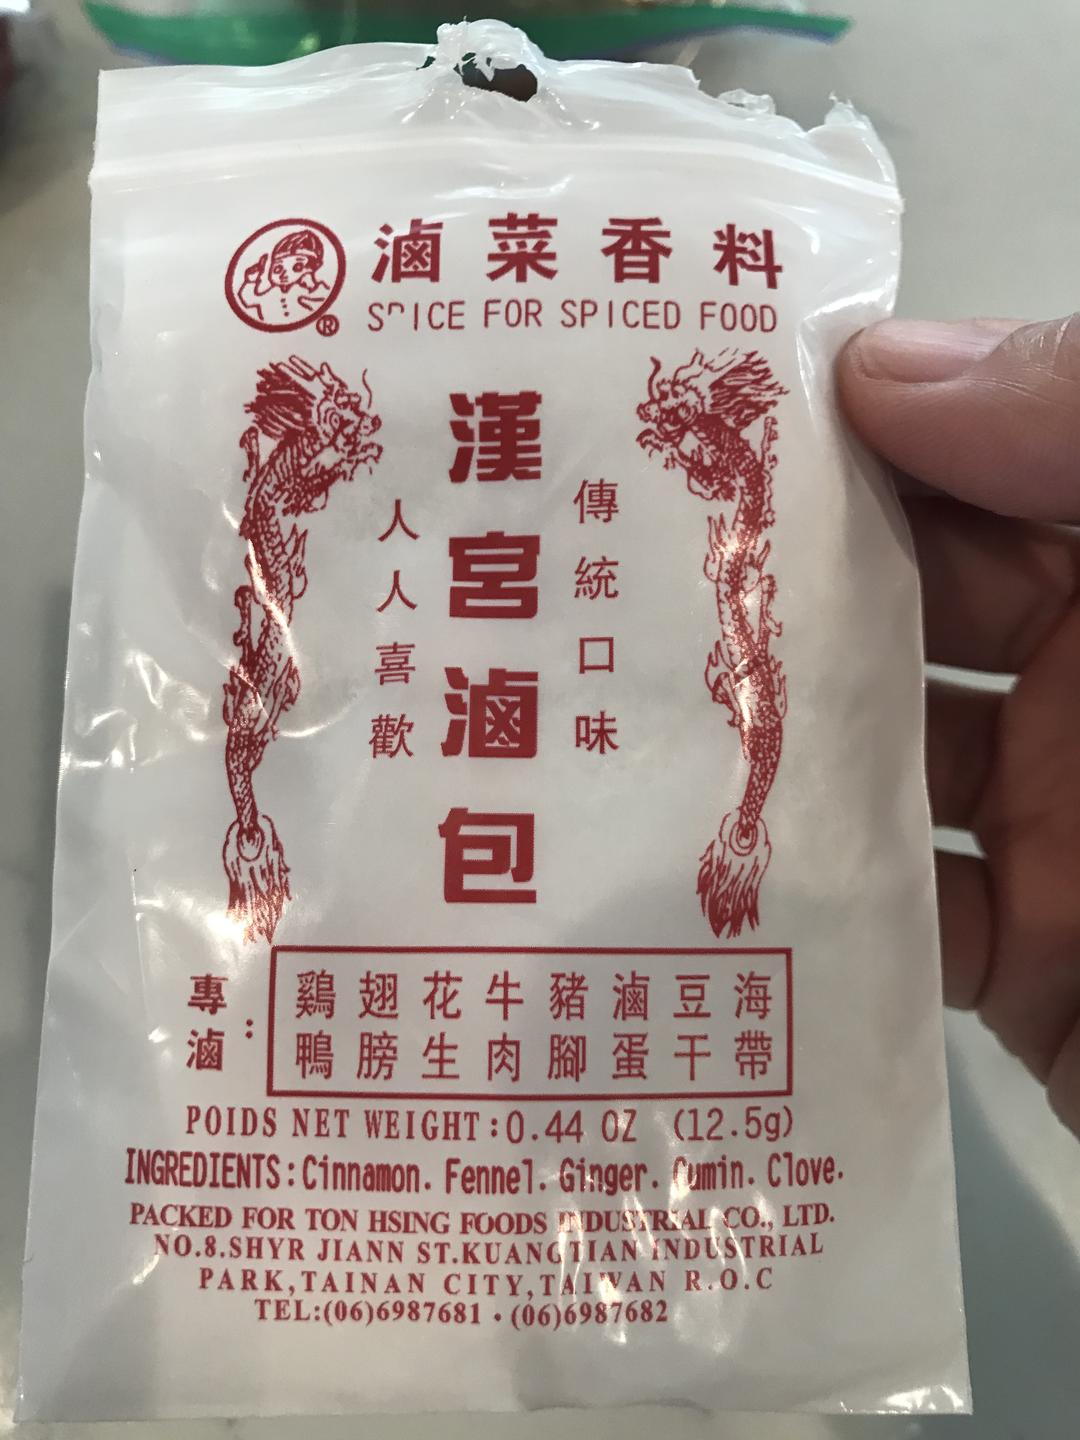 滷菜香料
®
SPICE FOR SPICED FOOD
傳統口味
漢宮滷包
人人喜歡
專滷：
鷄翅花牛豬滷豆海
鴨膀生肉腳蛋干帶
POIDS NET WEIGHT:0.44 OZ (12.5g)
INGREDIENTS:Cinnamon. Fennel. Ginger. Cumin. Clove.
PACKED FOR TON HSING FOODS INDUSTRIAL CO., LTD.
NO.8.SHYR JIANN ST.KUANGTIAN INDUSTRIAL
PARK,TAINAN CITY,TAIWAN R.O.C
TEL:(06)6987681 • (06)6987682